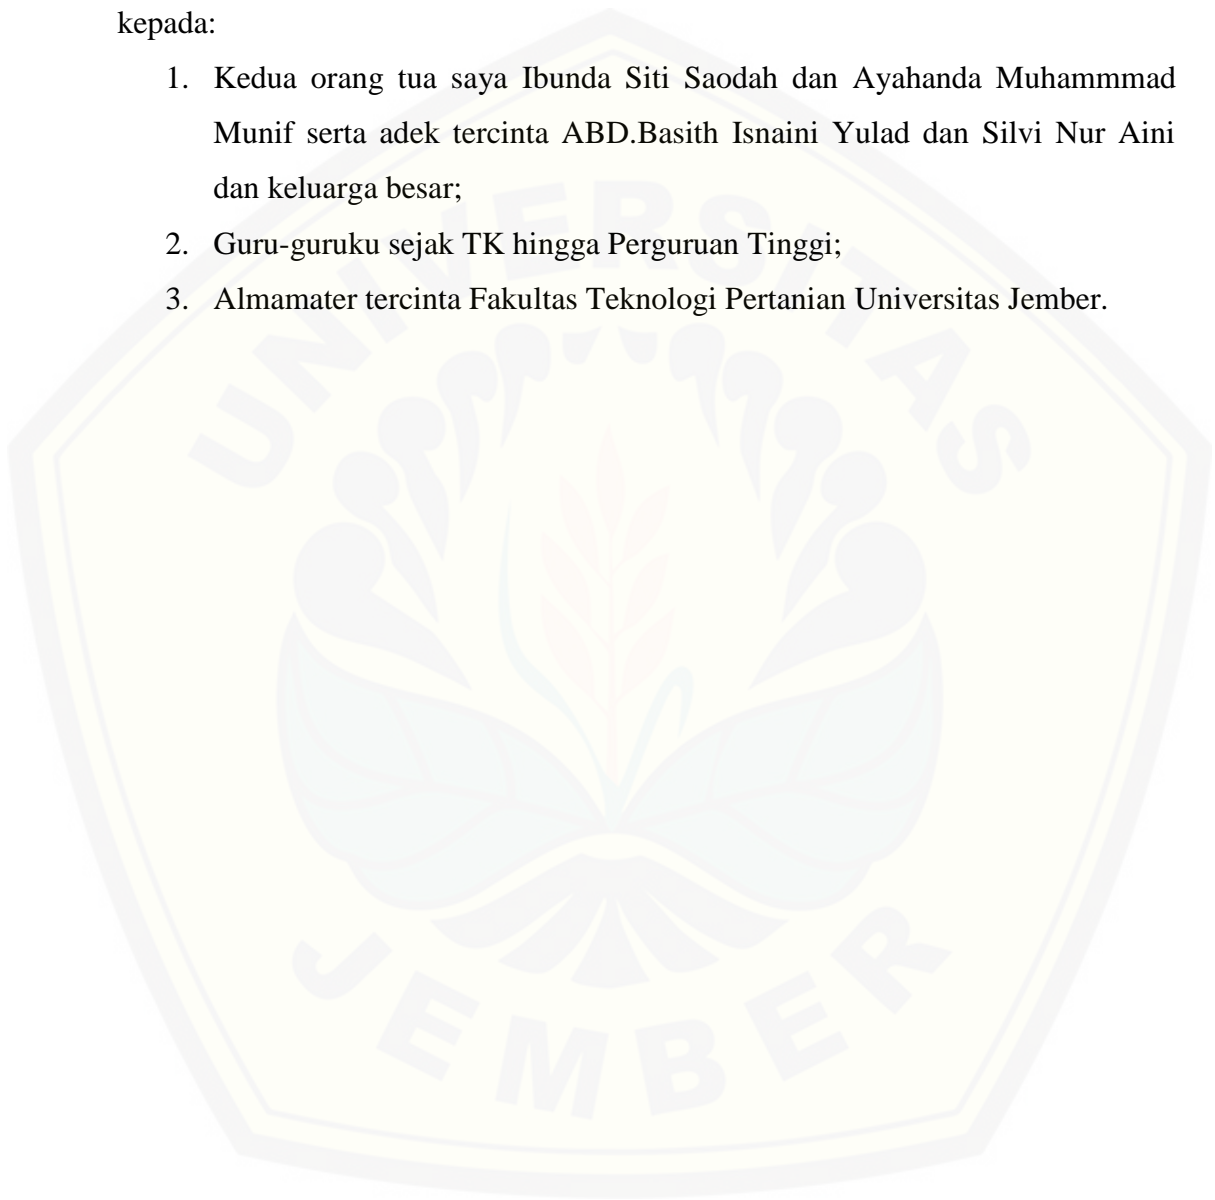 kepada:
1. Kedua orang tua saya Ibunda Siti Saodah dan Ayahanda Muhammmad
Munif serta adek tercinta ABD.Basith Isnaini Yulad dan Silvi Nur Aini
dan keluarga besar;
2. Guru-guruku sejak TK hingga Perguruan Tinggi;
3. Almamater tercinta Fakultas Teknologi Pertanian Universitas Jember.
UNIVERSITAS
JEMBER